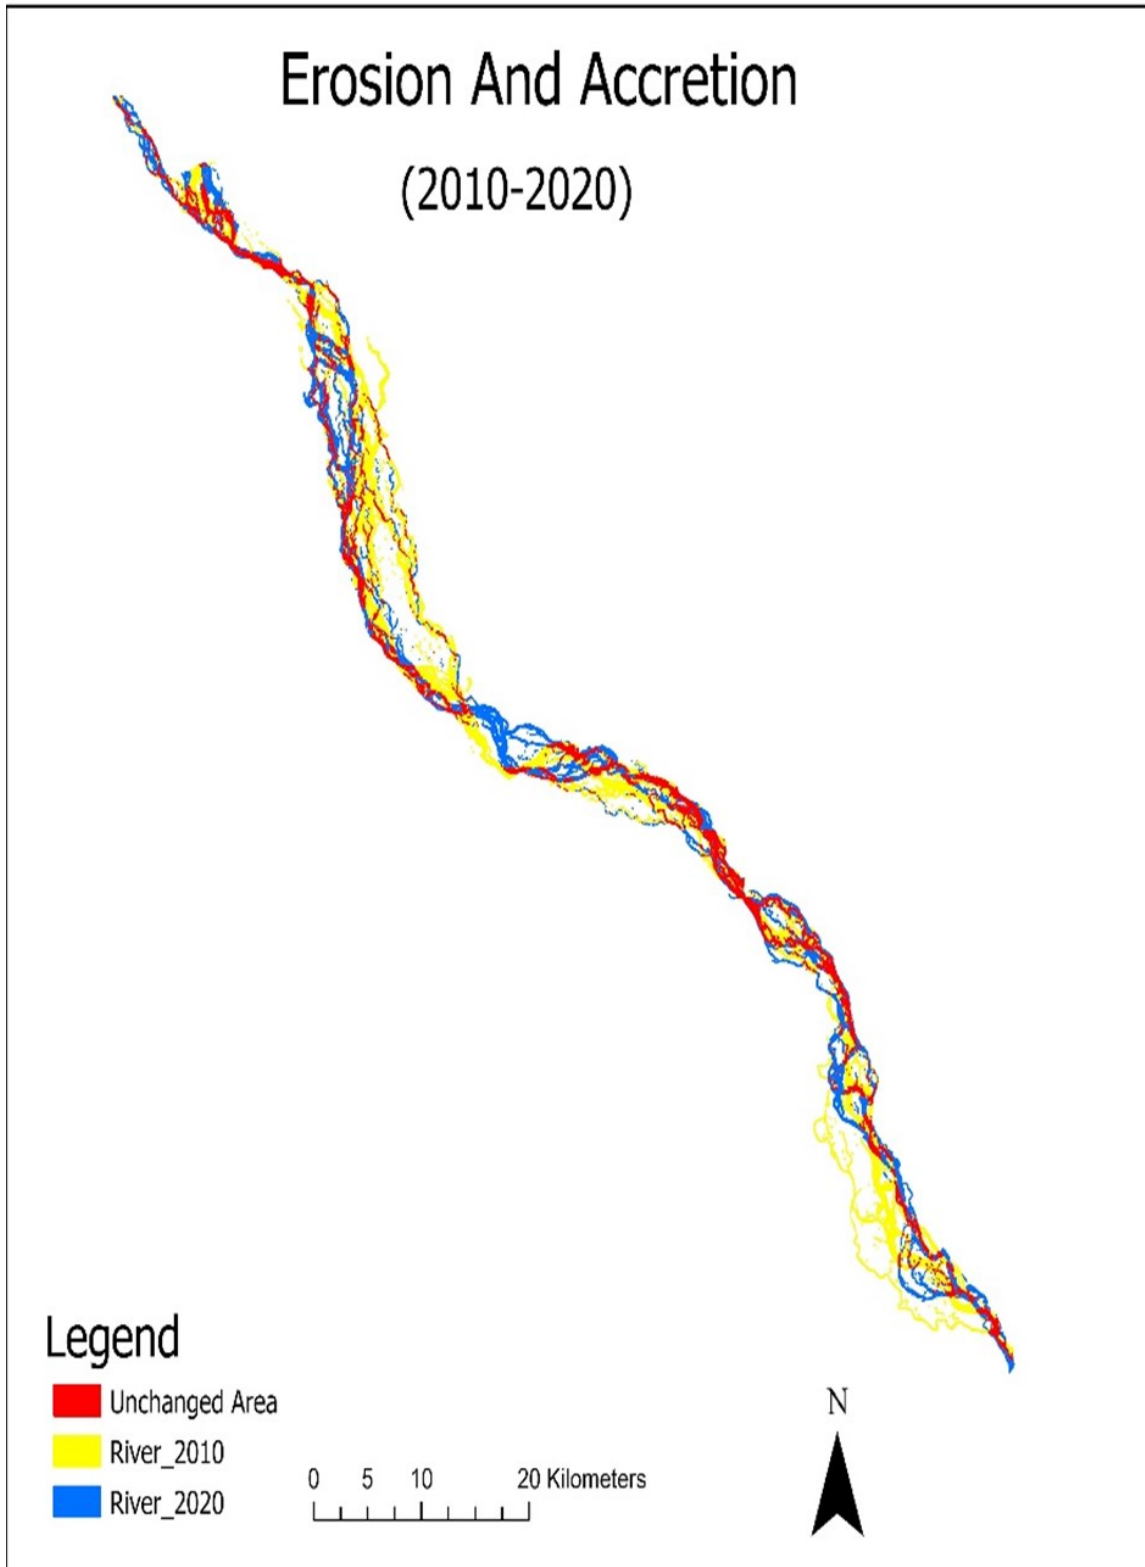 Erosion And Accretion
(2010-2020)
Legend
Unchanged Area
River_2010
River_2020
0 5 10 20 Kilometers
N